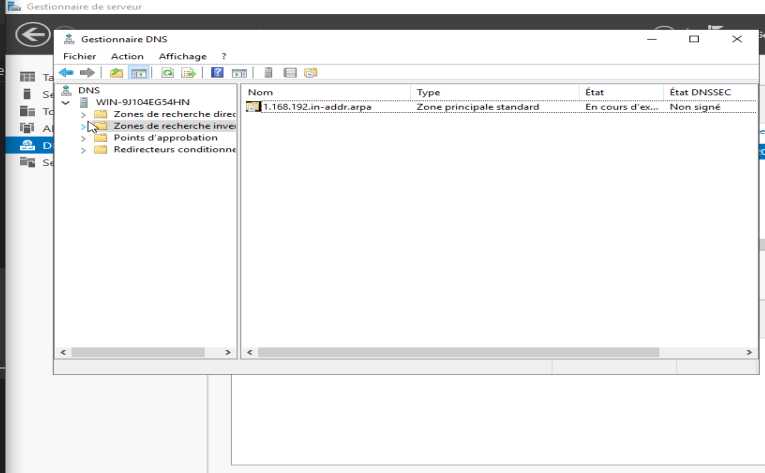 Gestionnaire de serveur
Gestionnaire DNS
Fichier Action Affichage ?
DNS
WIN-9J104EG54HN
Zones de recherche direc
Zones de recherche inver
Points d'approbation
Redirecteurs conditionne
Nom Type État État DNSSEC
1.168.192.in-addr.arpa Zone principale standard En cours d'ex... Non signé
Ta
Se
To
AD
D
Se